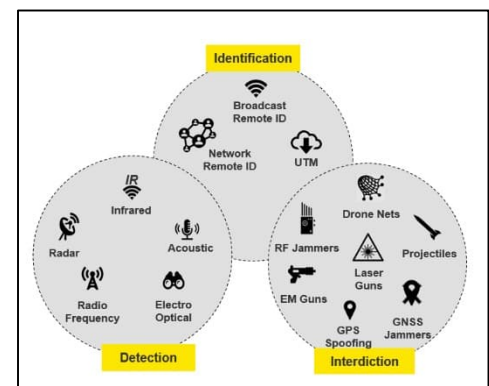 Identification
Broadcast
Remote ID
Network
Remote ID
UTM
IR
Infrared
Radar
Acoustic
Radio
Frequency
Electro
Optical
Detection
Drone Nets
RF Jammers
Projectiles
Laser
Guns
EM Guns
GPS
Spoofing
GNSS
Jammers
Interdiction